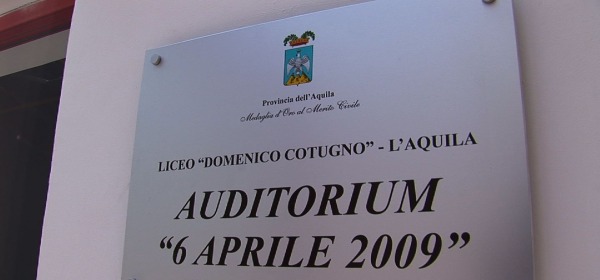 Provincia dell'Aquila
Medaglia d'Oro al Merito Civile
LICEO "DOMENICO COTUGNO" - L'AQUILA
AUDITORIUM
"6 APRILE 2009"